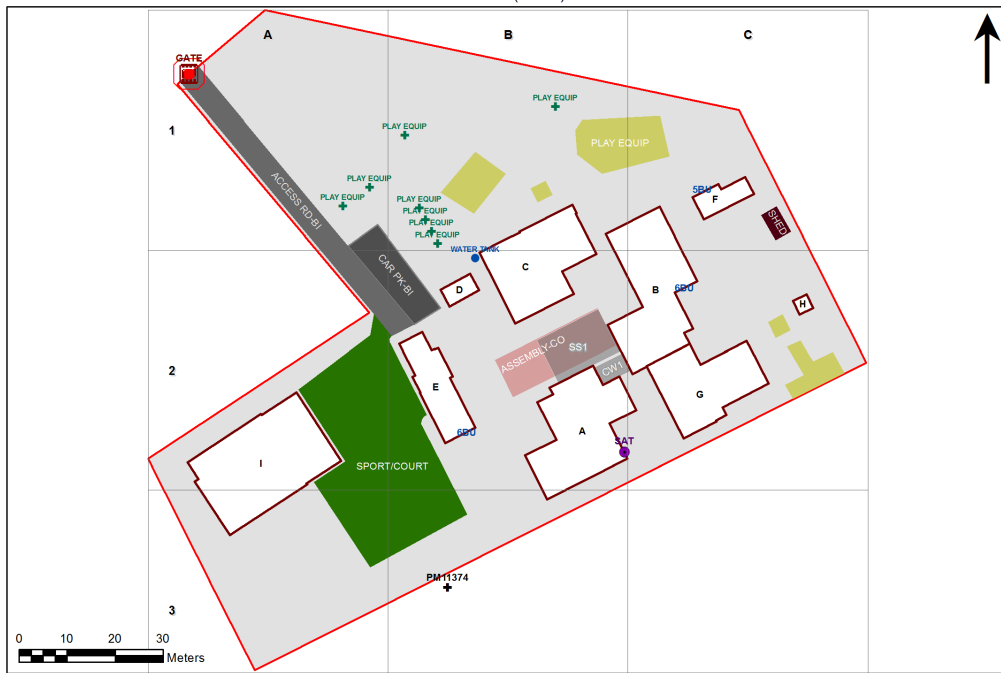 A
B
C
GATE
PLAY EQUIP
1
PLAY EQUIP
PLAY EQUIP
PLAY EQUIP
ACCESS RD-BI
PLAY EQUIP
5BU
F
PLAY EQUIP
PLAY EQUIP
PLAY EQUIP
SHED
PLAY EQUIP
WATER TANK
CAR PK-BI
C
D
B
6BU
H
ASSEMBLY-CO
SS1
CW1
2
E
G
A
6BU
SAT
I
SPORT/COURT
PM11374
3
0 10 20 30
Meters